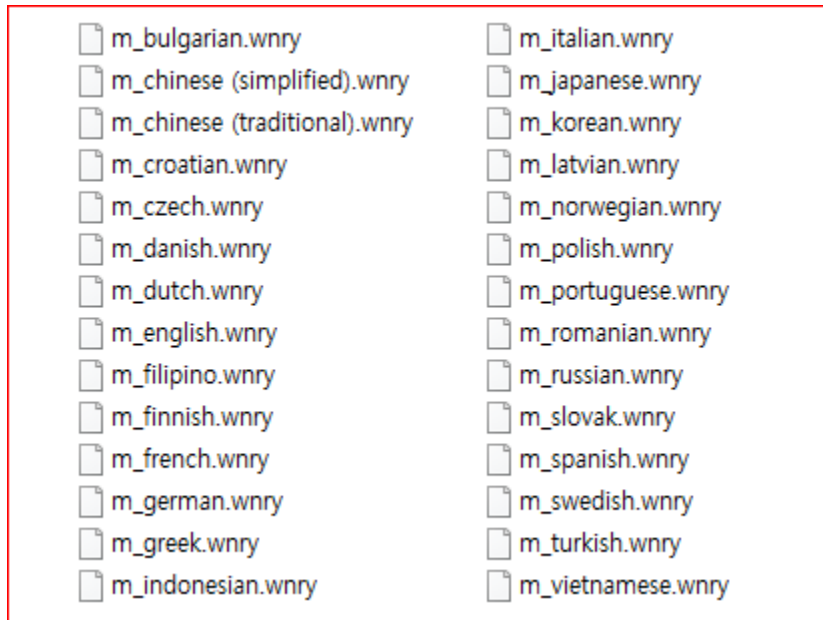 m_bulgarian.wnry
m_chinese (simplified).wnry
m_chinese (traditional).wnry
m_croatian.wnry
m_czech.wnry
m_danish.wnry
m_dutch.wnry
m_english.wnry
m_filipino.wnry
m_finnish.wnry
m_french.wnry
m_german.wnry
m_greek.wnry
m_indonesian.wnry
m_italian.wnry
m_japanese.wnry
m_korean.wnry
m_latvian.wnry
m_norwegian.wnry
m_polish.wnry
m_portuguese.wnry
m_romanian.wnry
m_russian.wnry
m_slovak.wnry
m_spanish.wnry
m_swedish.wnry
m_turkish.wnry
m_vietnamese.wnry